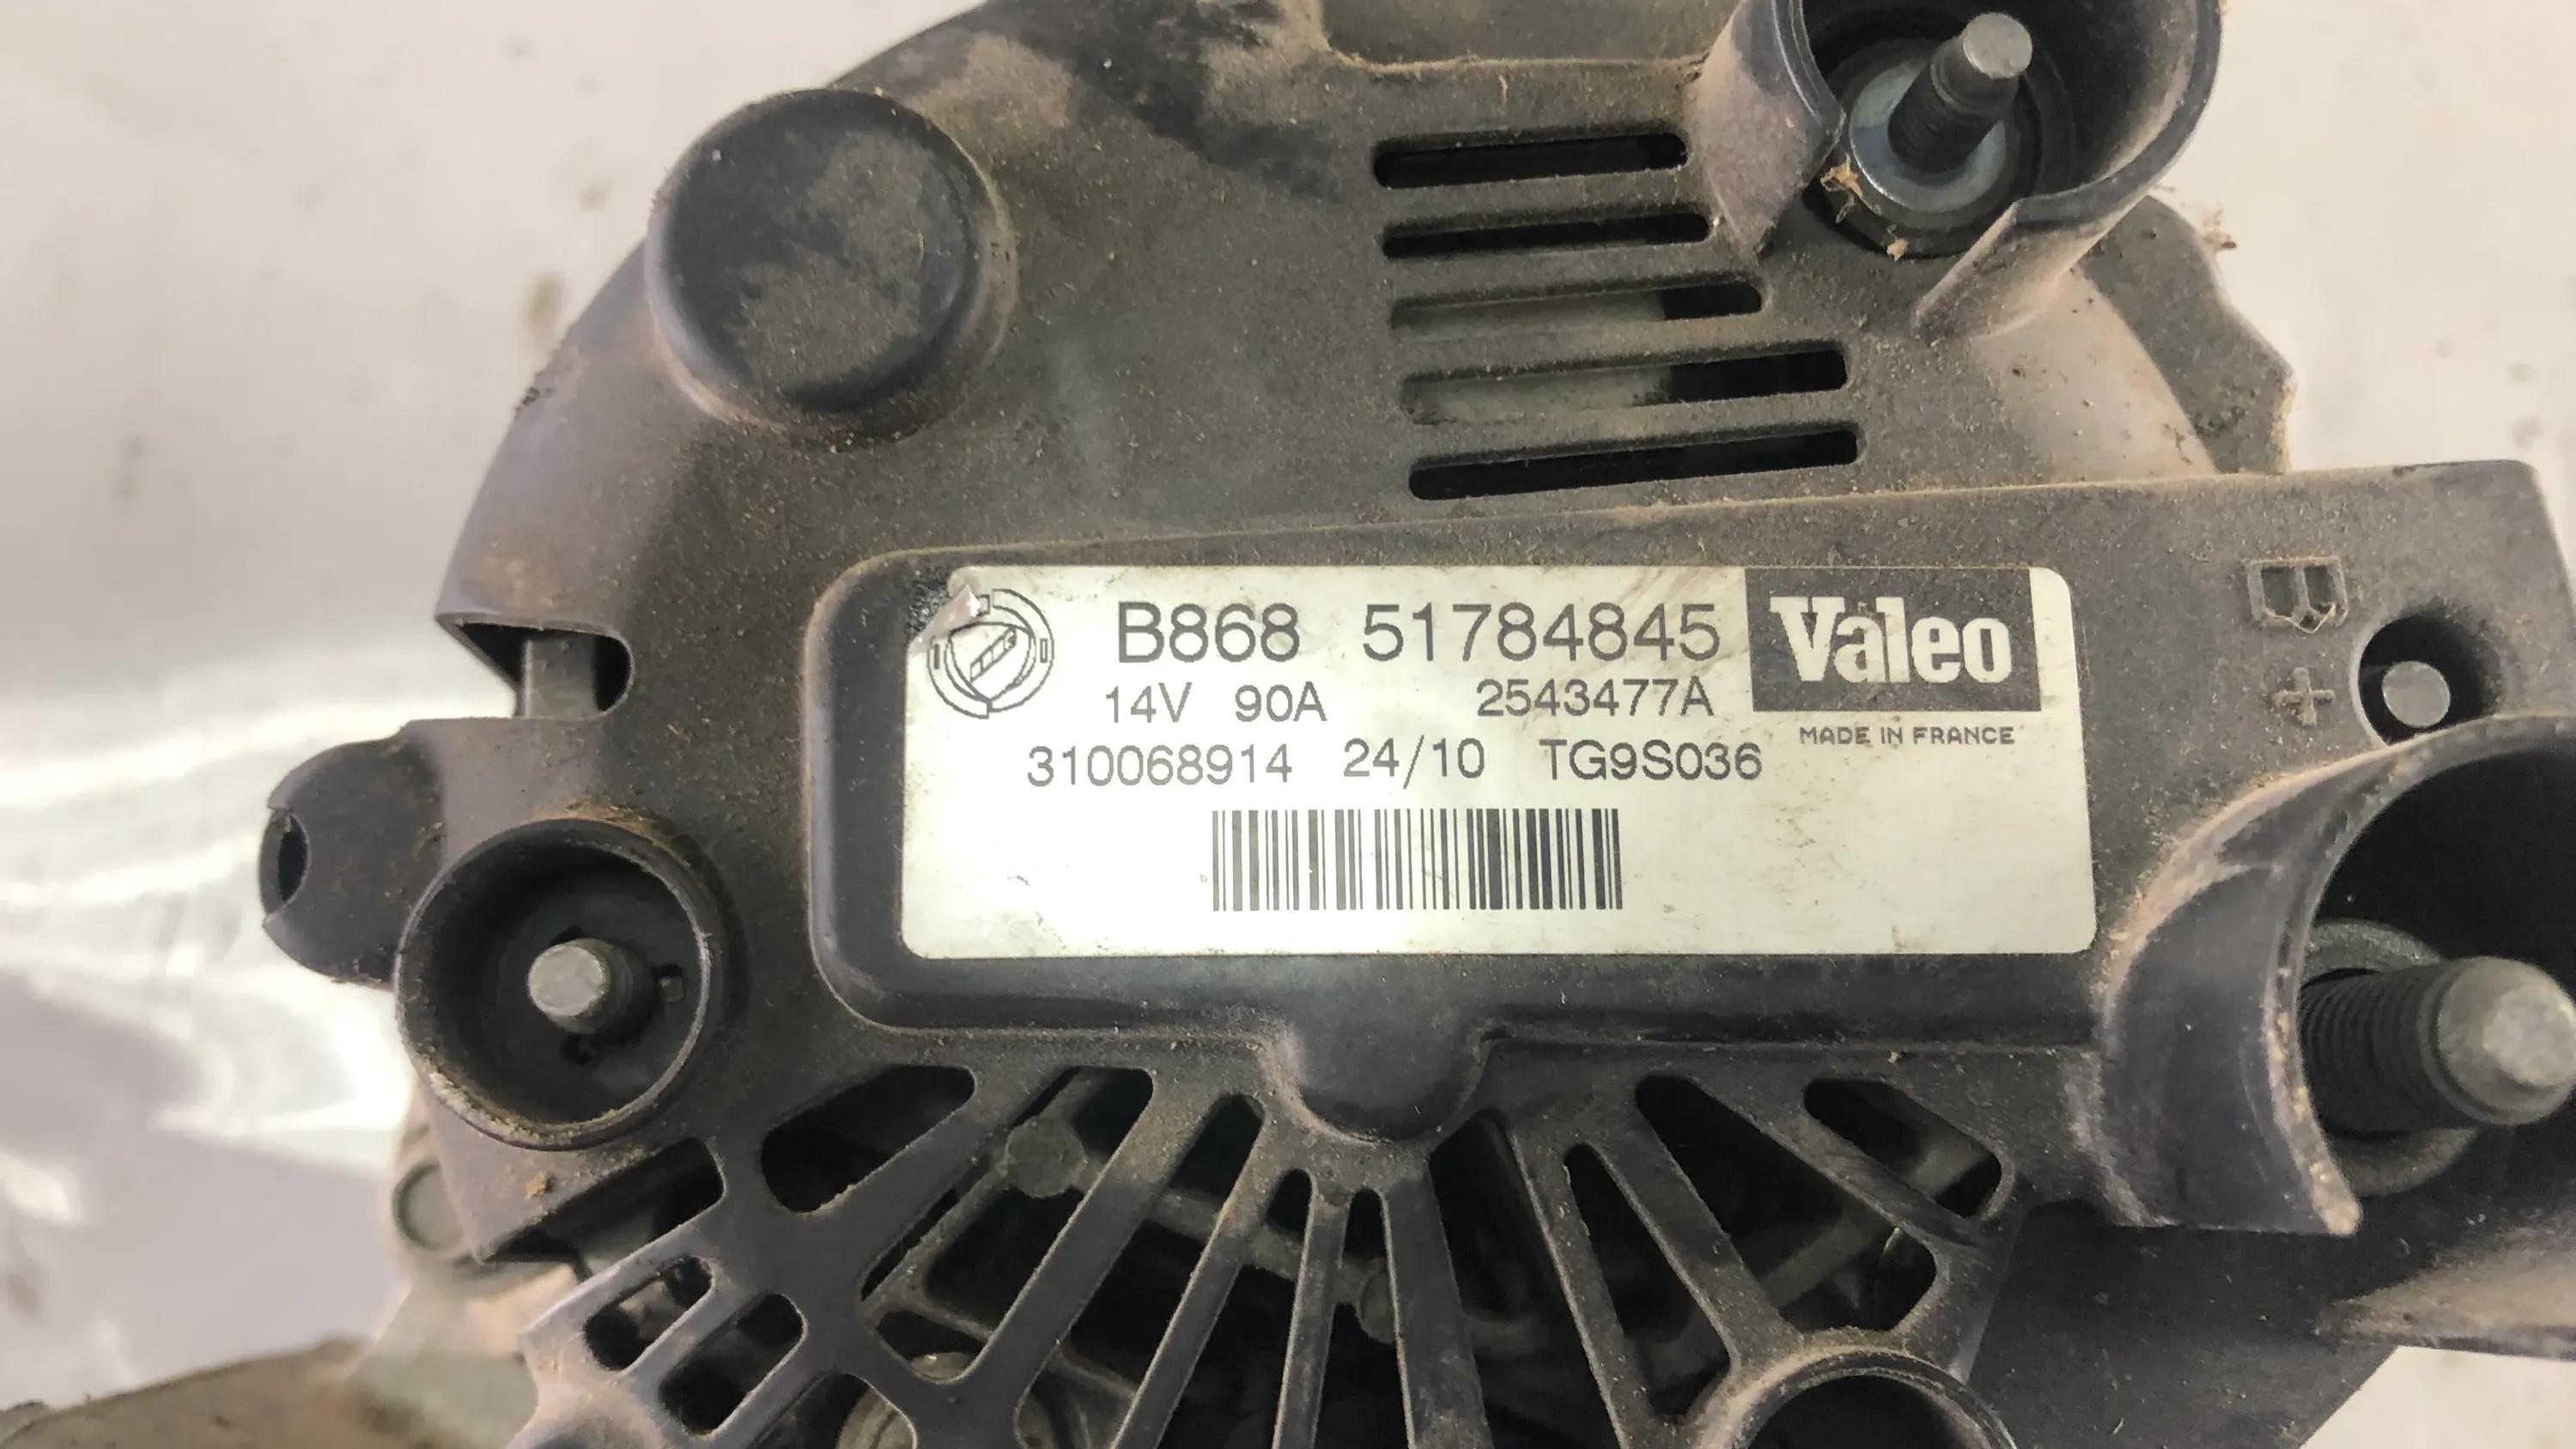 B868 51784845 Valeo
14V 90A 2543477A
MADE IN FRANCE
310068914 24/10 TG9S036
B
+